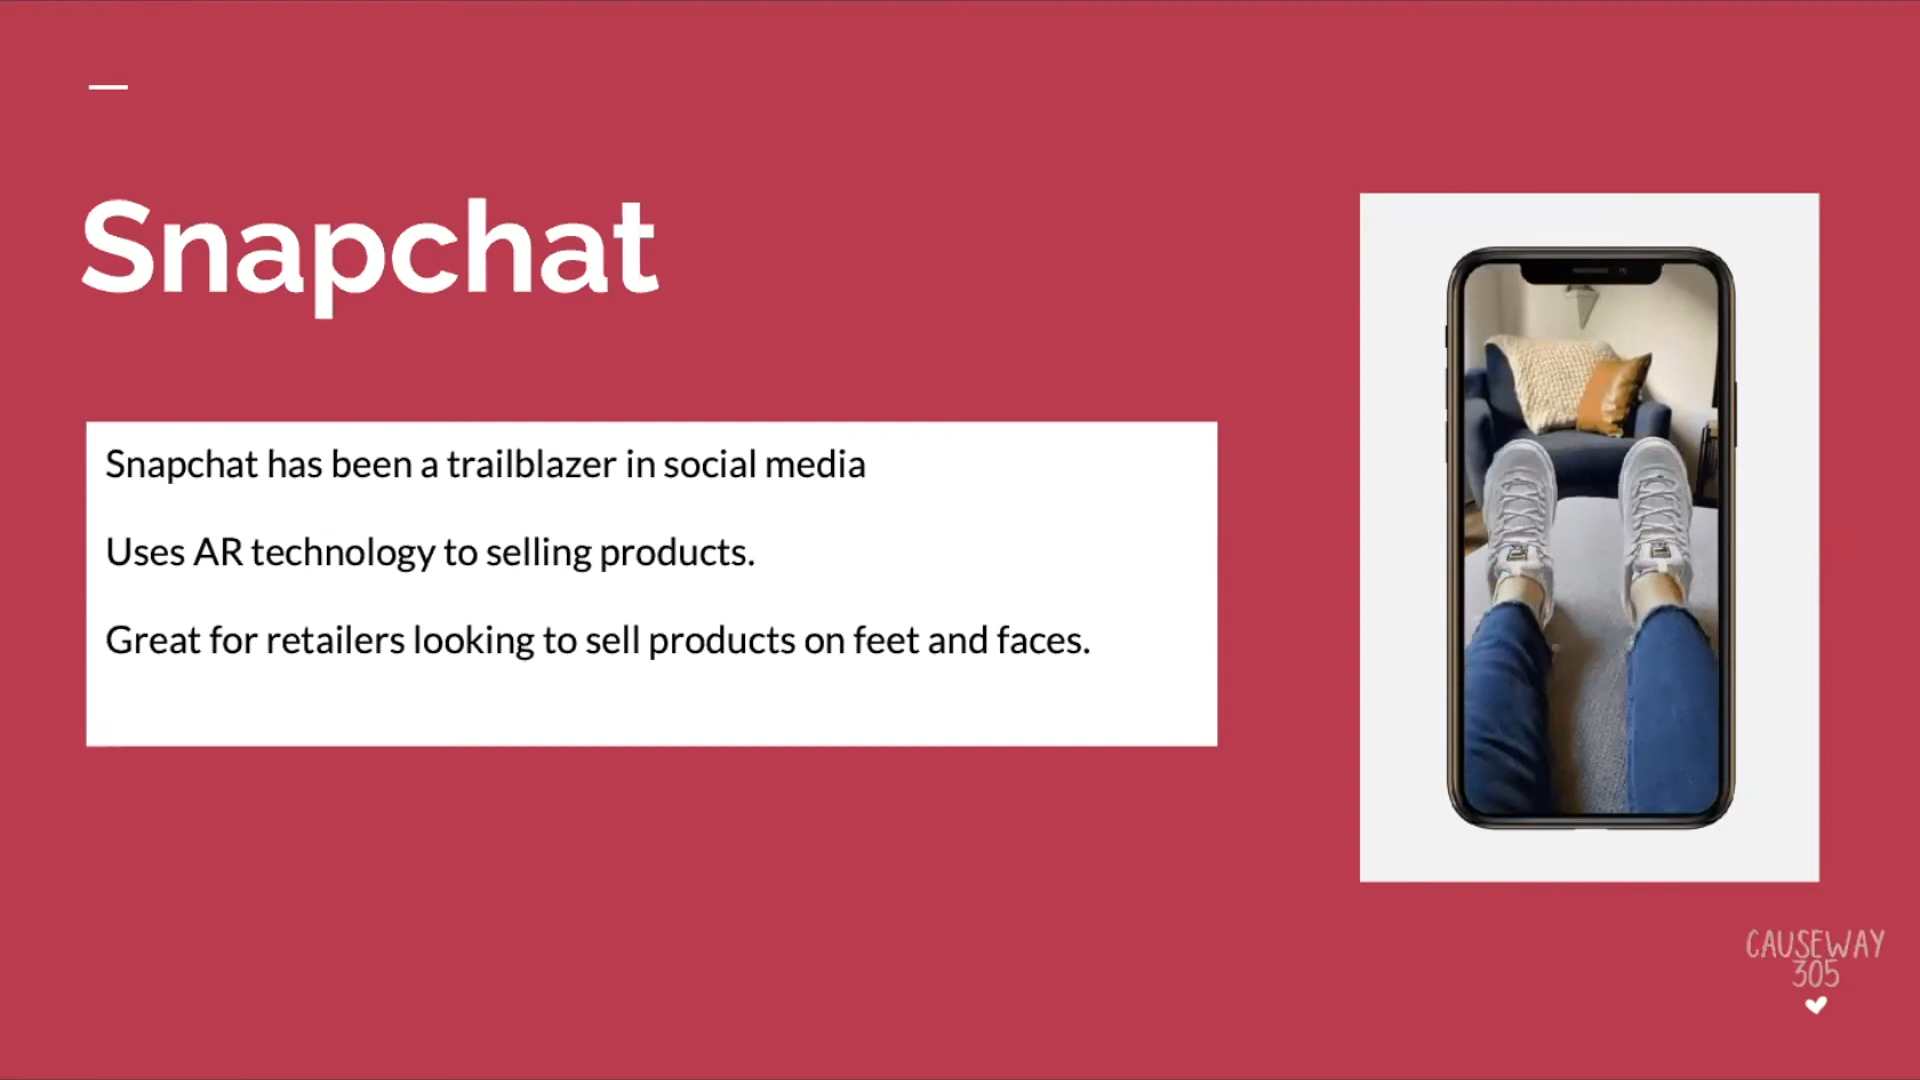 Snapchat
Snapchat has been a trailblazer in social media
Uses AR technology to selling products.
Great for retailers looking to sell products on feet and faces.
CAUSEWAY
305